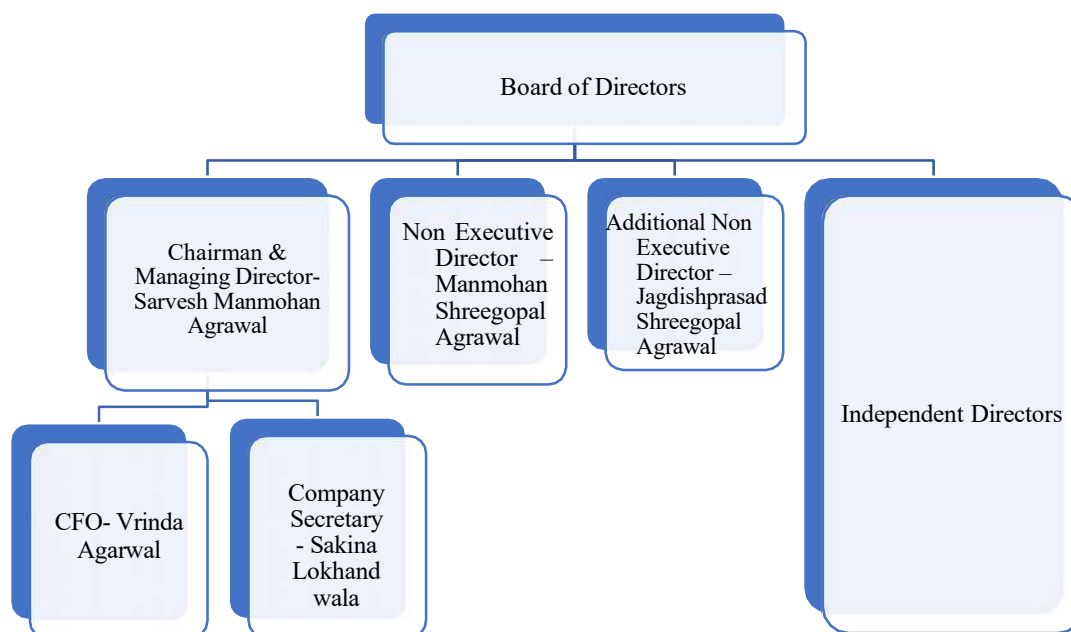 Board of Directors
Chairman &
Managing Director-
Sarvesh Manmohan
Agrawal
Non Executive
Director –
Manmohan
Shreegopal
Agrawal
Additional Non
Executive
Director –
Jagdishprasad
Shreegopal
Agrawal
Independent Directors
CFO- Vrinda
Agarwal
Company
Secretary
- Sakina
Lokhand
wala